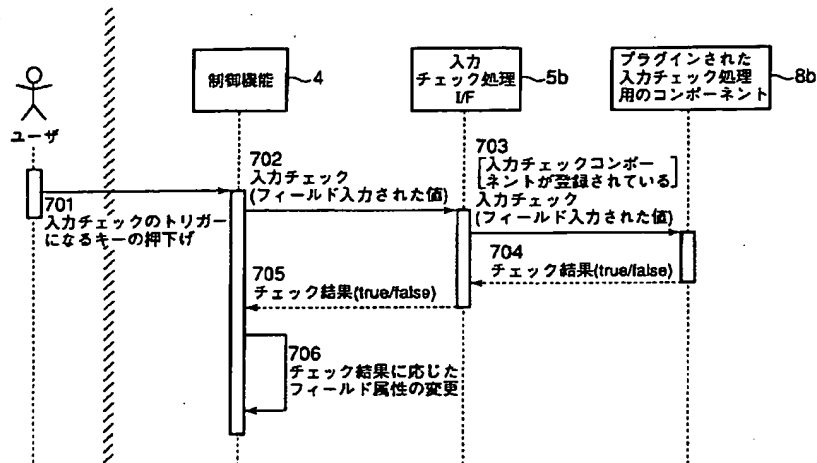 ユーザ
制御機能
4
入力
チェック処理
I/F
5b
プラグインされた
入力チェック処理
用のコンポーネント
8b
701
入力チェックのトリガー
になるキーの押下げ
702
入力チェック
(フィールド入力された値)
703
[入力チェックコンポー
ネントが登録されている]
入力チェック
(フィールド入力された値)
704
チェック結果(true/false)
705
チェック結果(true/false)
706
チェック結果に応じた
フィールド属性の変更